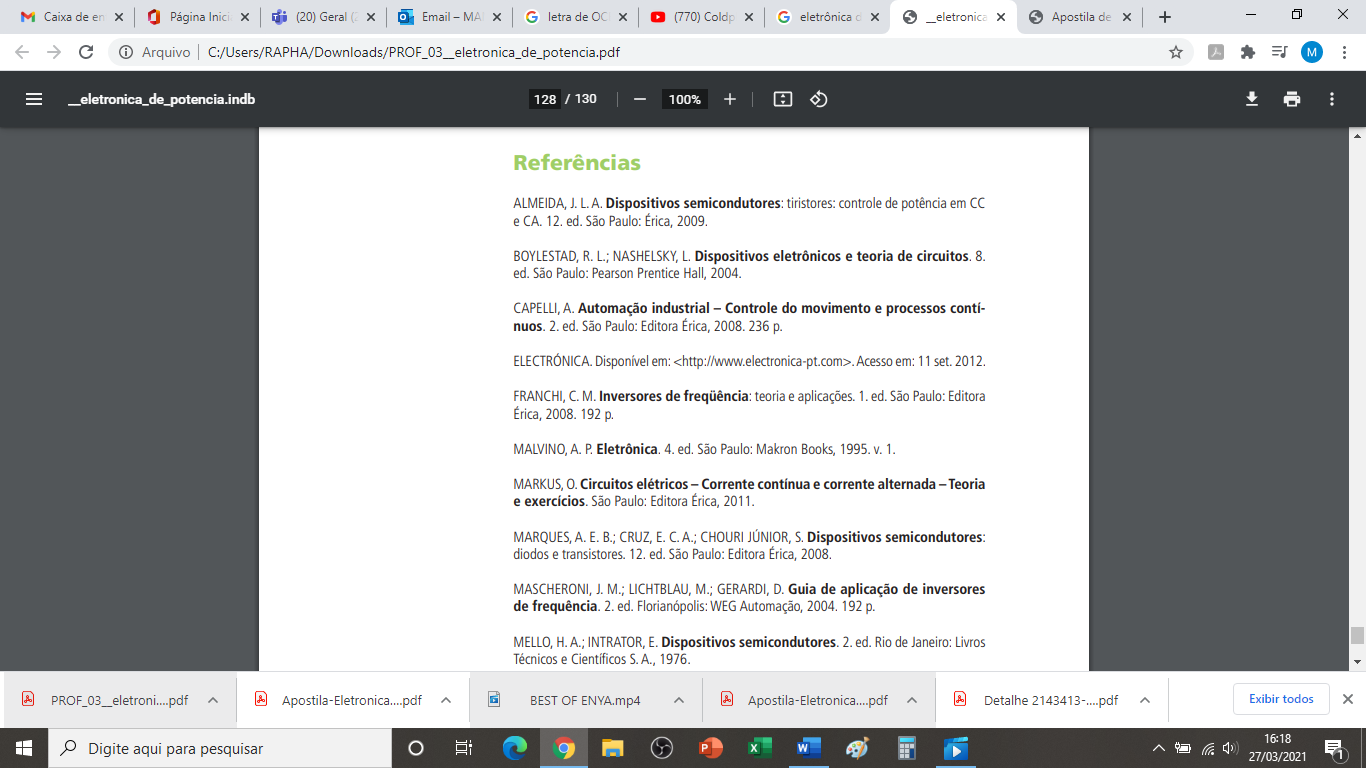 Caixa de en
Página Inici
(20) Geral (Z
Email – MA
letra de OC
(770) Coldp
eletrônica d
__eletronica
Apostila de
Arquivo
C:/Users/RAPHA/Downloads/PROF_03__eletronica_de_potencia.pdf
M
__eletronica_de_potencia.indb
128 / 130
100%
Referências
ALMEIDA, J. L. A. Dispositivos semicondutores: tiristores: controle de potência em CC
e CA. 12. ed. São Paulo: Érica, 2009.
BOYLESTAD, R. L.; NASHELSKY, L. Dispositivos eletrônicos e teoria de circuitos. 8.
ed. São Paulo: Pearson Prentice Hall, 2004.
CAPELLI, A. Automação industrial – Controle do movimento e processos contí-
nuos. 2. ed. São Paulo: Editora Érica, 2008. 236 p.
ELECTRÓNICA. Disponível em: <http://www.electronica-pt.com>. Acesso em: 11 set. 2012.
FRANCHI, C. M. Inversores de freqüência: teoria e aplicações. 1. ed. São Paulo: Editora
Érica, 2008. 192 p.
MALVINO, A. P. Eletrônica. 4. ed. São Paulo: Makron Books, 1995. v. 1.
MARKUS, O. Circuitos elétricos – Corrente contínua e corrente alternada – Teoria
e exercícios. São Paulo: Editora Érica, 2011.
MARQUES, A. E. B.; CRUZ, E. C. A.; CHOURI JÚNIOR, S. Dispositivos semicondutores:
diodos e transistores. 12. ed. São Paulo: Editora Érica, 2008.
MASCHERONI, J. M.; LICHTBLAU, M.; GERARDI, D. Guia de aplicação de inversores
de frequência. 2. ed. Florianópolis: WEG Automação, 2004. 192 p.
MELLO, H. A.; INTRATOR, E. Dispositivos semicondutores. 2. ed. Rio de Janeiro: Livros
Técnicos e Científicos S. A., 1976.
PROF_03__eletroni....pdf
Apostila-Eletronica....pdf
BEST OF ENYA.mp4
Apostila-Eletronica....pdf
Detalhe 2143413-....pdf
Exibir todos
Digite aqui para pesquisar
16:18
27/03/2021
1